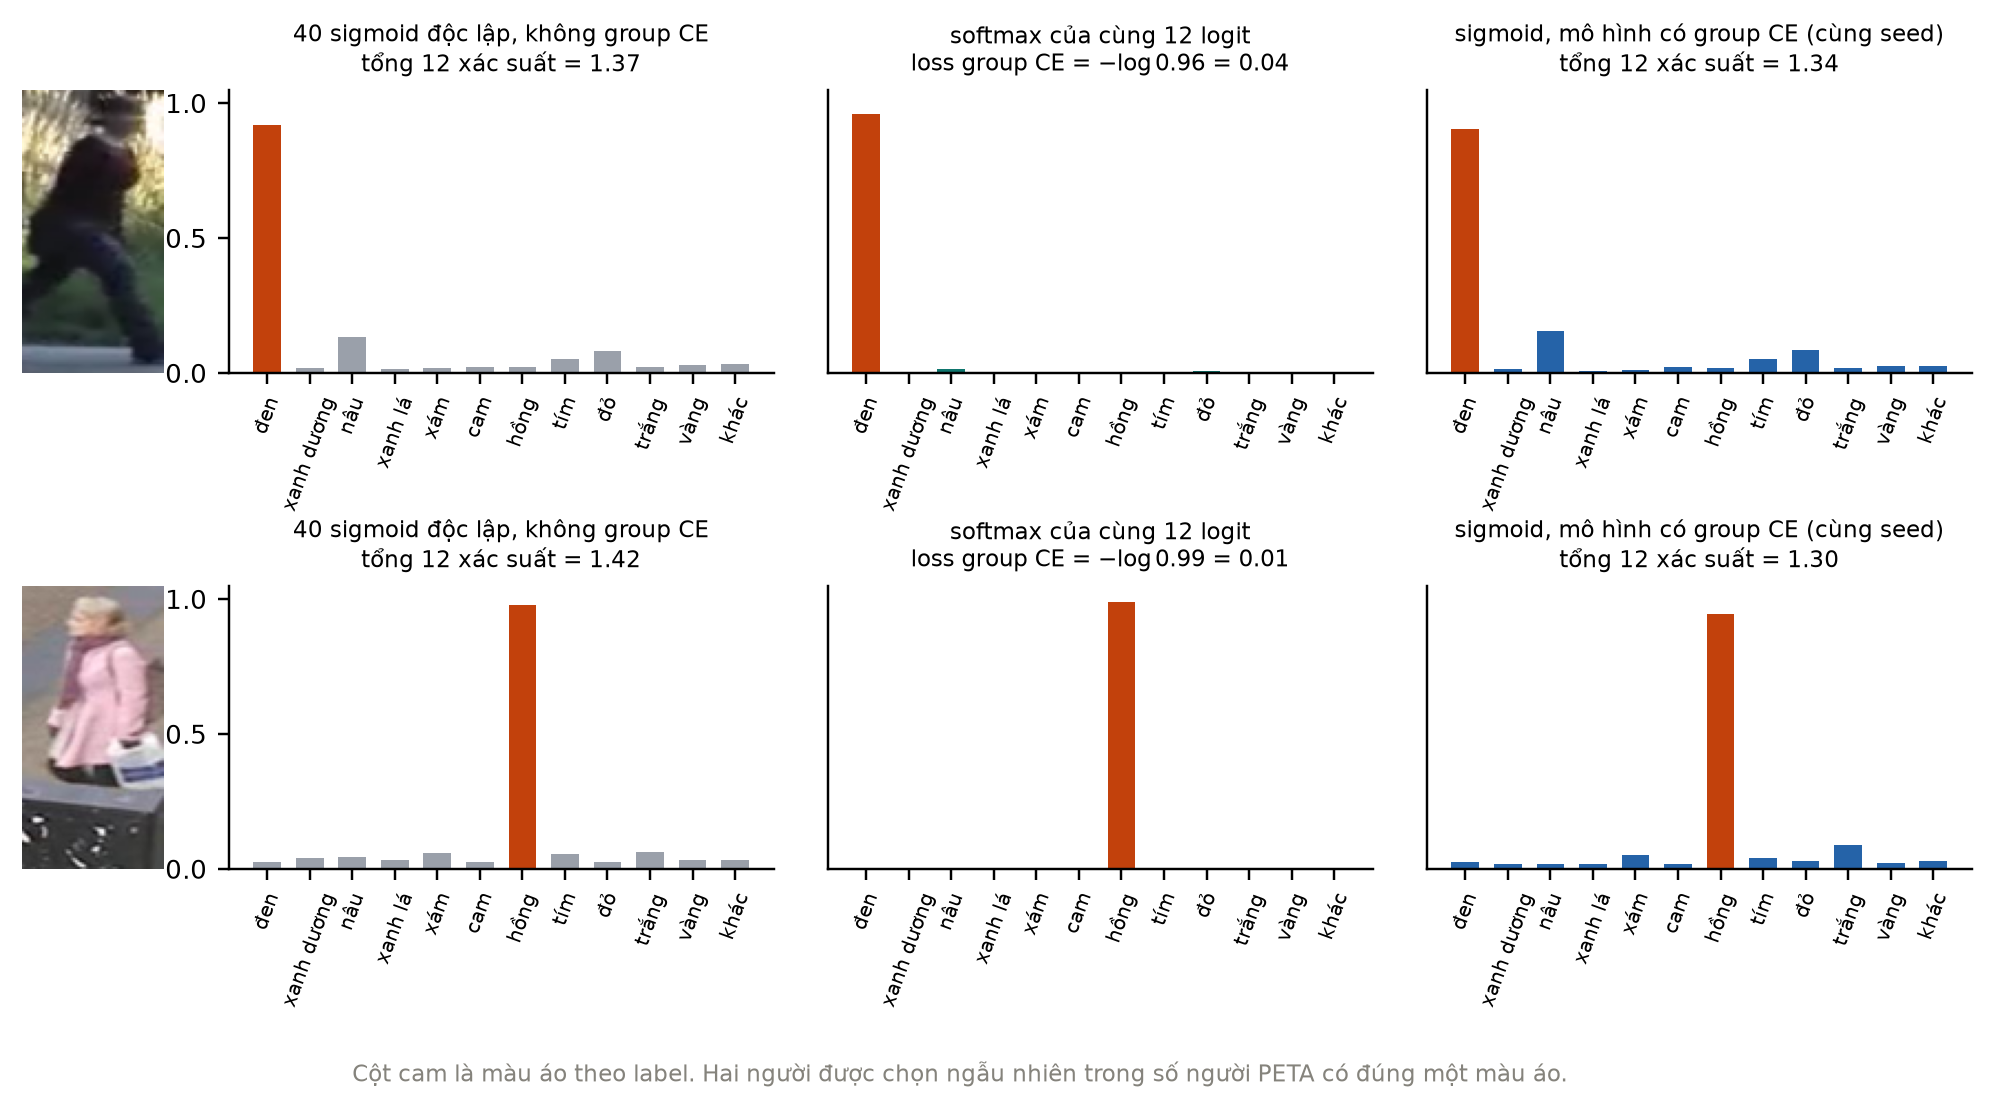 40 sigmoid độc lập, không group CE
tổng 12 xác suất = 1.37
softmax của cùng 12 logit
loss group CE = −log 0.96 = 0.04
sigmoid, mô hình có group CE (cùng seed)
tổng 12 xác suất = 1.34
1.0
0.5
0.0
đen
xanh dương
nâu
xanh lá
xám
cam
hồng
tím
đỏ
trắng
vàng
khác
đen
xanh dương
nâu
xanh lá
xám
cam
hồng
tím
đỏ
trắng
vàng
khác
đen
xanh dương
nâu
xanh lá
xám
cam
hồng
tím
đỏ
trắng
vàng
khác
40 sigmoid độc lập, không group CE
tổng 12 xác suất = 1.42
softmax của cùng 12 logit
loss group CE = −log 0.99 = 0.01
sigmoid, mô hình có group CE (cùng seed)
tổng 12 xác suất = 1.30
1.0
0.5
0.0
đen
xanh dương
nâu
xanh lá
xám
cam
hồng
tím
đỏ
trắng
vàng
khác
đen
xanh dương
nâu
xanh lá
xám
cam
hồng
tím
đỏ
trắng
vàng
khác
đen
xanh dương
nâu
xanh lá
xám
cam
hồng
tím
đỏ
trắng
vàng
khác
Cột cam là màu áo theo label. Hai người được chọn ngẫu nhiên trong số người PETA có đúng một màu áo.